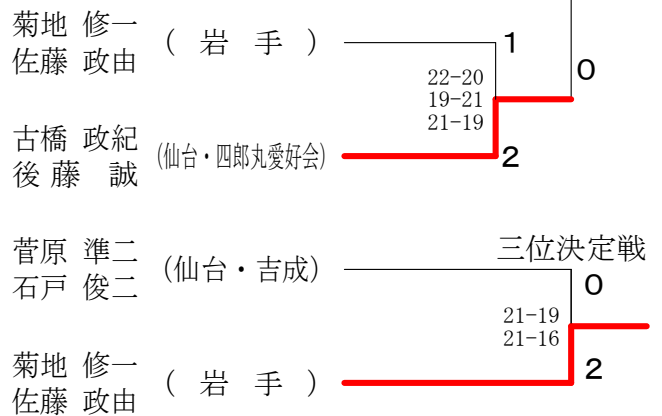 菊地 修一
佐藤 政由
( 岩 手 )
1
0
22-20
19-21
21-19
古橋 政紀
後藤 誠
(仙台・四郎丸愛好会)
2
菅原 準二
石戸 俊二
(仙台・吉成)
三位決定戦
0
21-19
21-16
菊地 修一
佐藤 政由
( 岩 手 )
2